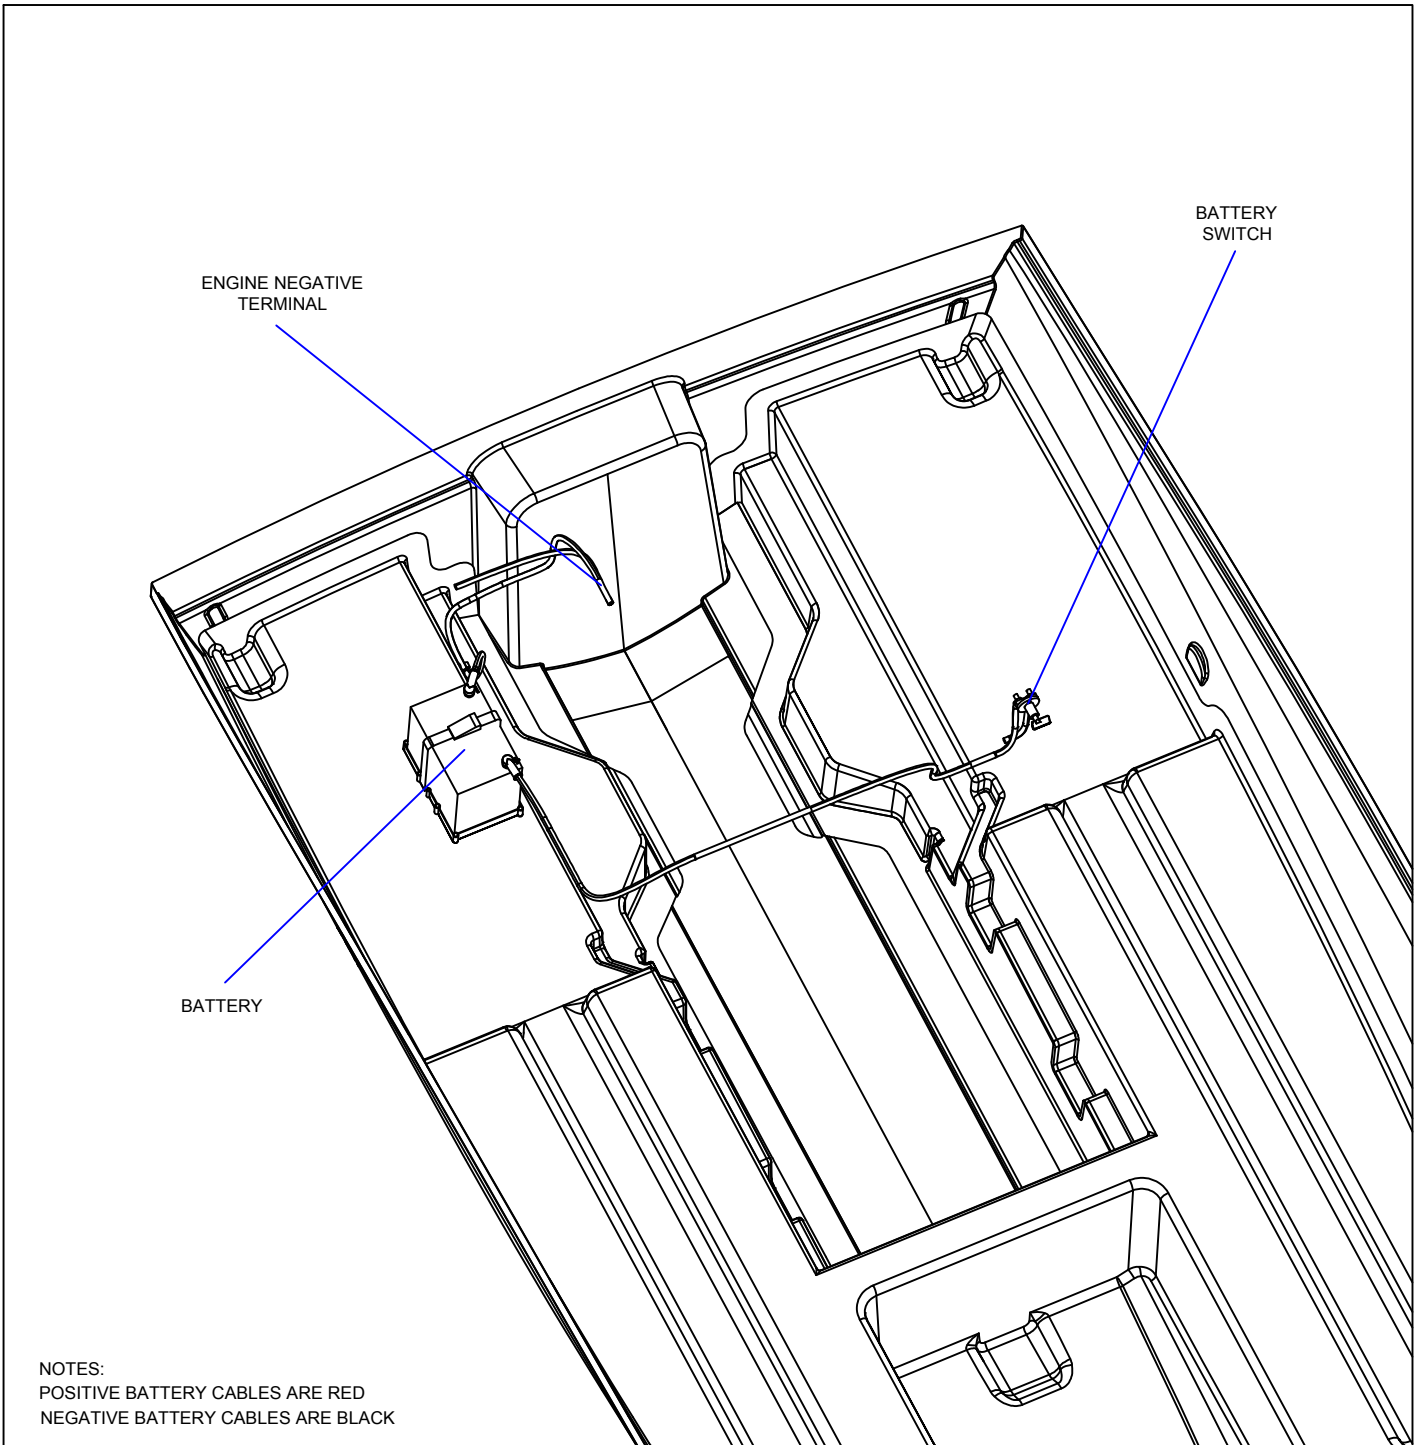 BATTERY
SWITCH
ENGINE NEGATIVE
TERMINAL
BATTERY
NOTES:
POSITIVE BATTERY CABLES ARE RED
NEGATIVE BATTERY CABLES ARE BLACK